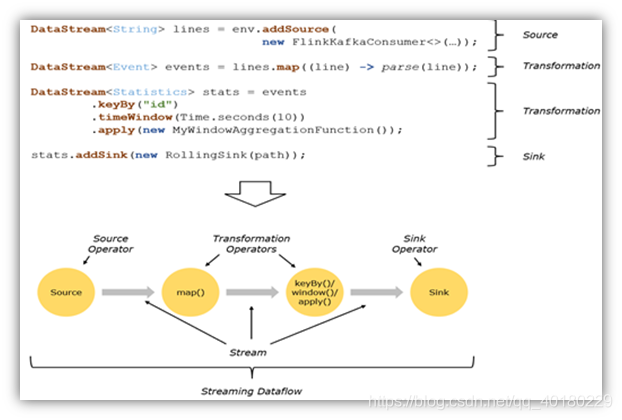 DataStream<String> lines = env.addSource(
new FlinkKafkaConsumer<>(…));
Source
DataStream<Event> events = lines.map((line) -> parse(line));
Transformation
DataStream<Statistics> stats = events
.keyBy("id")
.timeWindow(Time.seconds(10))
.apply(new MyWindowAggregationFunction());
Transformation
stats.addSink(new RollingSink(path));
Sink
Source
Operator
Transformation
Operators
Sink
Operator
Source
map()
keyBy()/
window()/
apply()
Sink
Stream
Streaming Dataflow
https://blog.csdn.net/qq_40180229